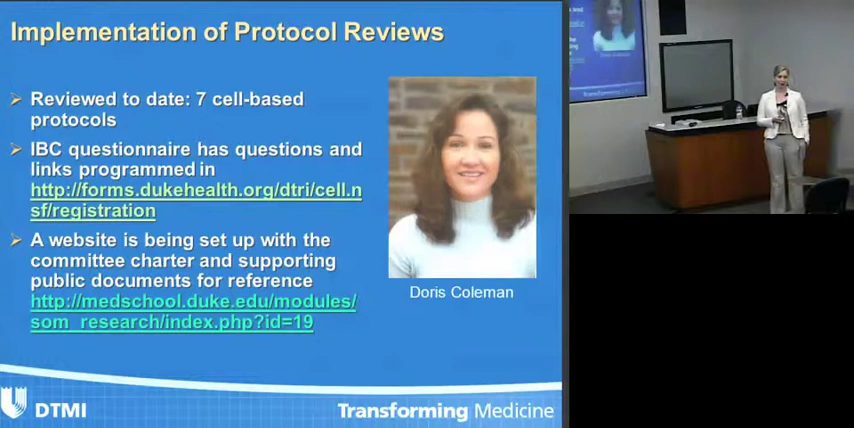 Implementation of Protocol Reviews
Reviewed to date: 7 cell-based
protocols
IBC questionnaire has questions and
links programmed in
http://forms.dukehealth.org/dtri/cell.n
sf/registration
A website is being set up with the
committee charter and supporting
public documents for reference
http://medschool.duke.edu/modules/
som_research/index.php?id=19
Doris Coleman
DTMI
Transforming Medicine